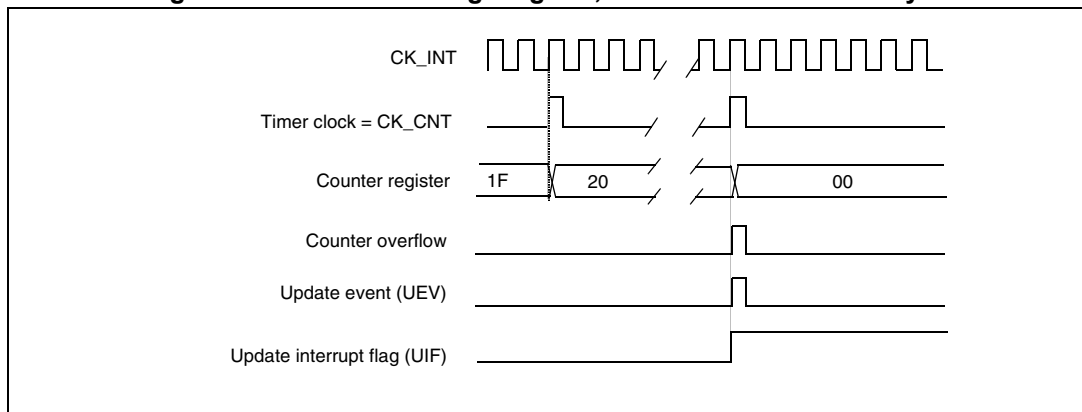 CK_INT
Timer clock = CK_CNT
Counter register 1F 20 00
Counter overflow
Update event (UEV)
Update interrupt flag (UIF)